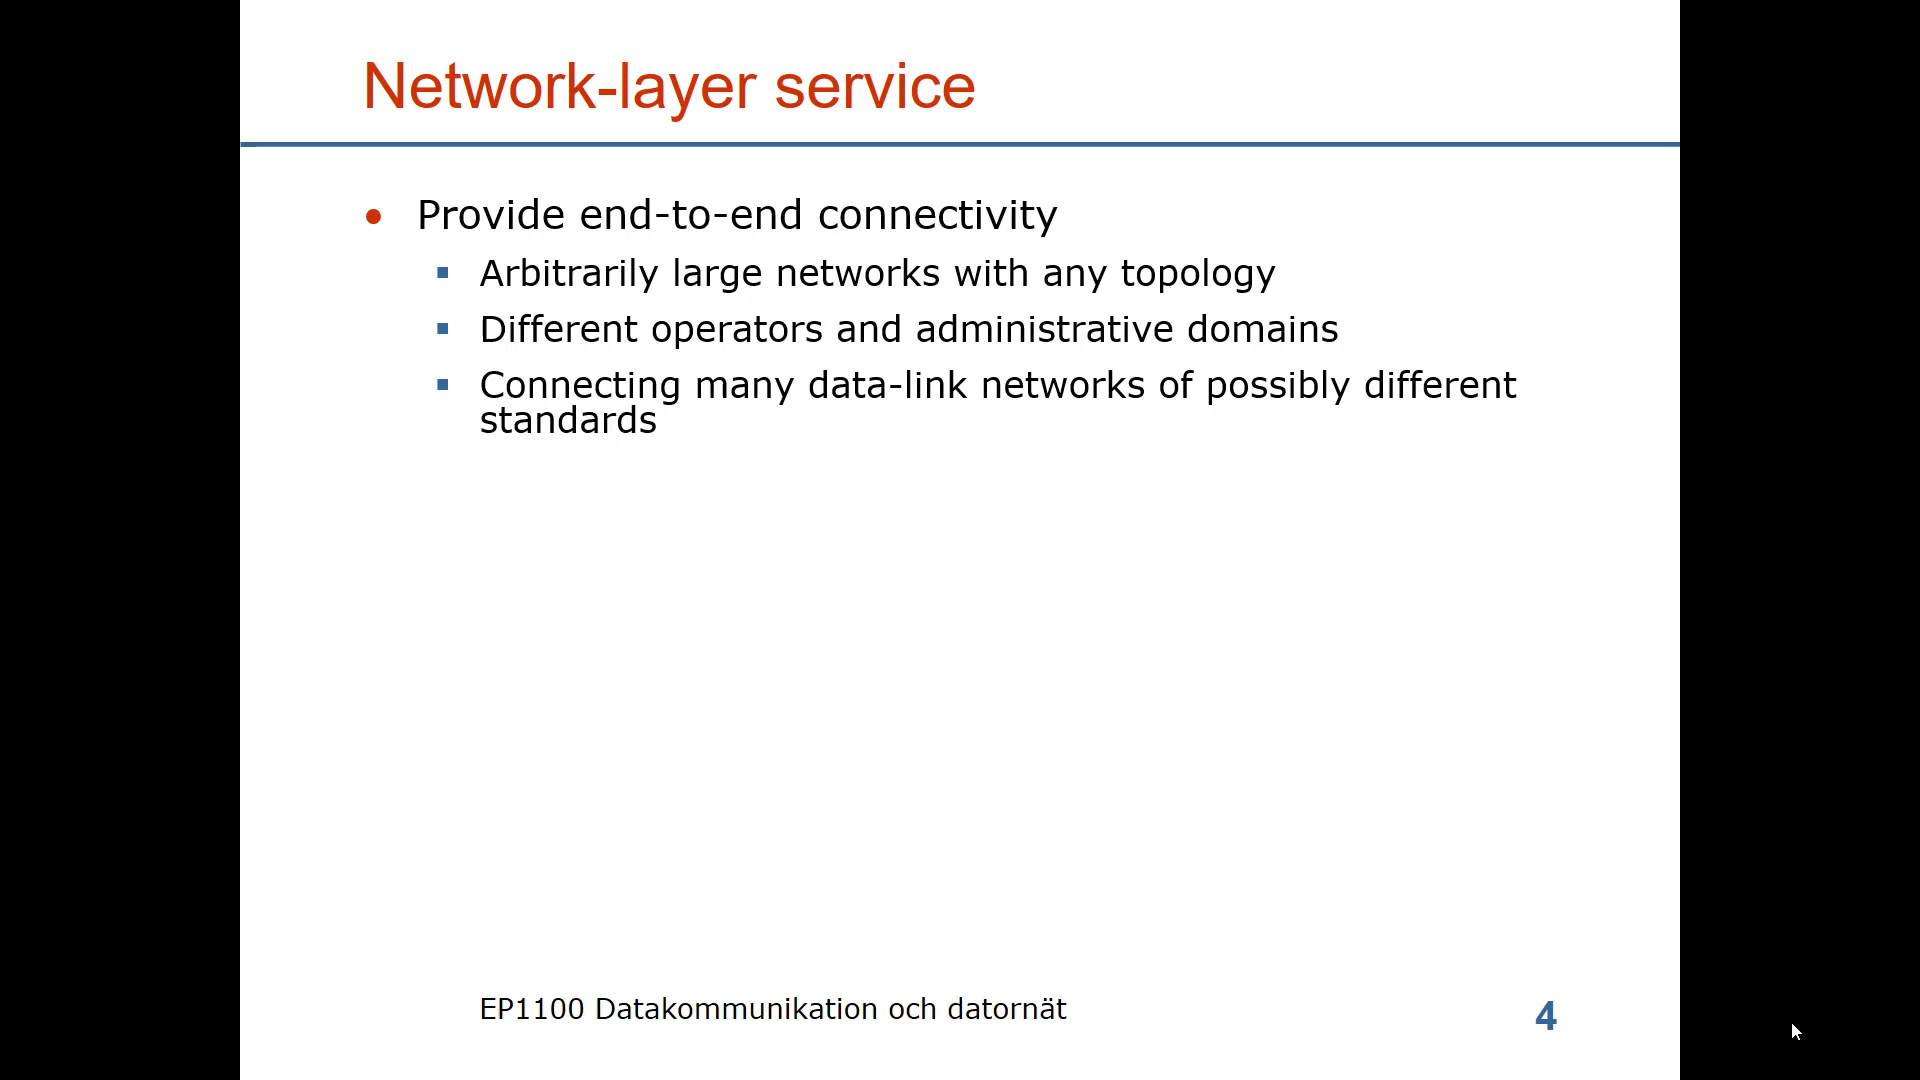 Network-layer service
Provide end-to-end connectivity
Arbitrarily large networks with any topology
Different operators and administrative domains
Connecting many data-link networks of possibly different
standards
EP1100 Datakommunikation och datornät
4